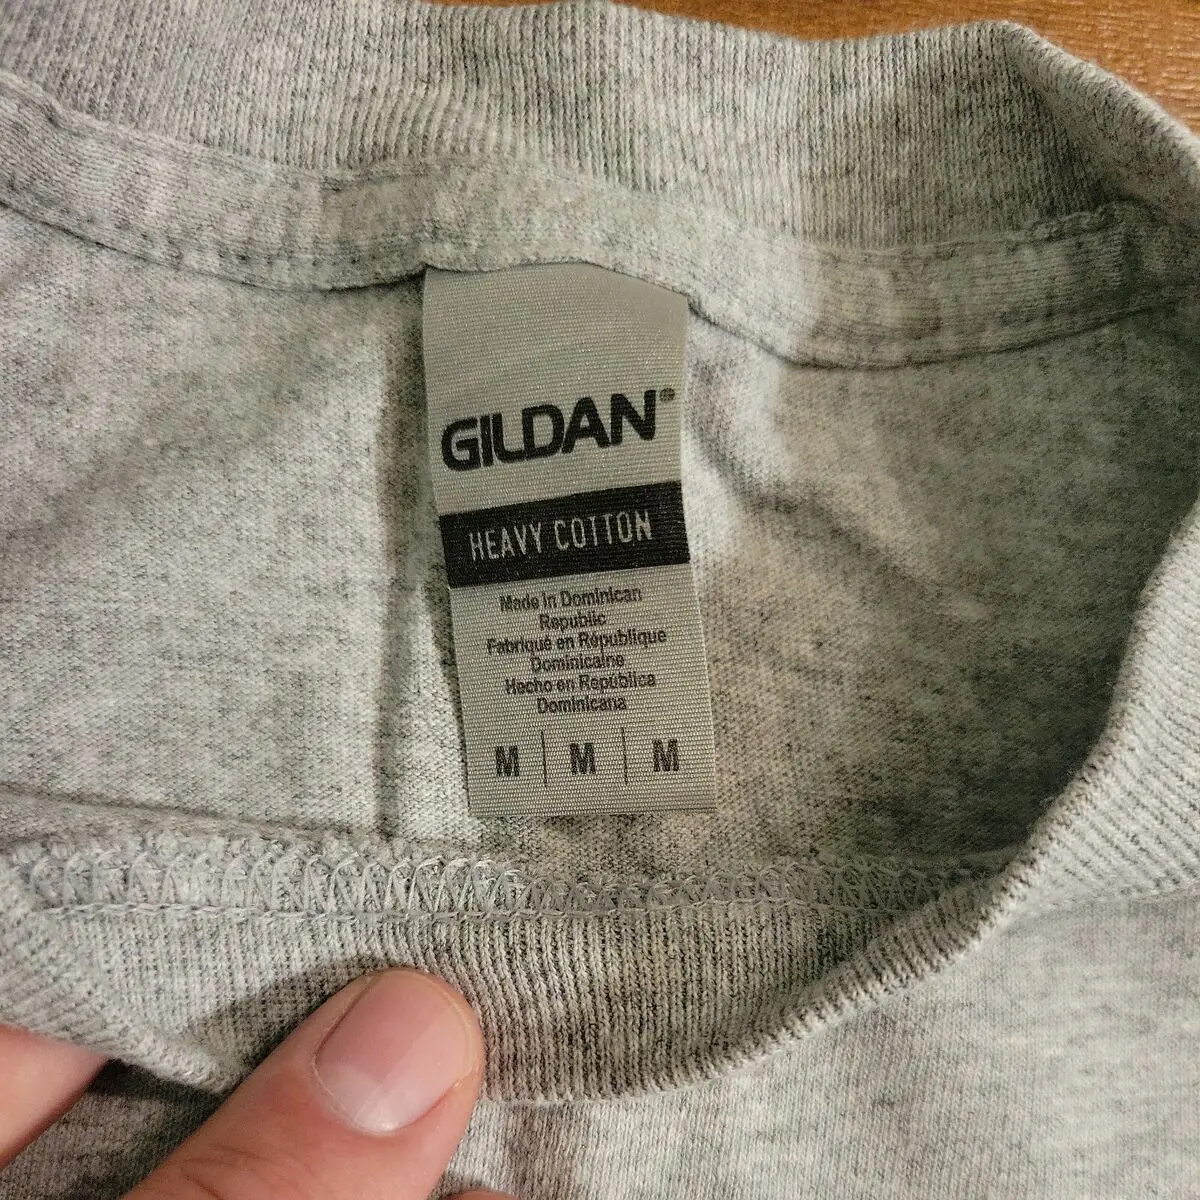 GILDAN®
HEAVY COTTON
Made in Dominican
Republic
Fabriqué en République
Dominicaine
Hecho en República
Dominicana
M | M | M